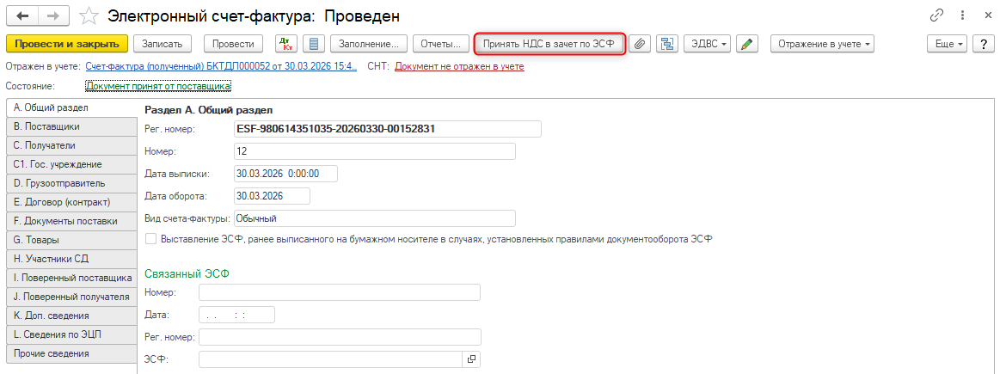 Электронный счет-фактура: Проведен
Провести и закрыть Записать Провести Дт Кт Заполнение... Отчеты... Принять НДС в зачет по ЭСФ ЭДВС Отражение в учете Еще ?
Отражен в учете: Счет-фактура (полученный) БКТДП000052 от 30.03.2026 15:4... СНТ: Документ не отражен в учете
Состояние: Документ принят от поставщика
A. Общий раздел
B. Поставщики
C. Получатели
C1. Гос. учреждение
D. Грузоотправитель
E. Договор (контракт)
F. Документы поставки
G. Товары
H. Участники СД
I. Поверенный поставщика
J. Поверенный получателя
K. Доп. сведения
L. Сведения по ЭЦП
Прочие сведения
Раздел A. Общий раздел
Рег. номер: ESF-980614351035-20260330-00152831
Номер: 12
Дата выписки: 30.03.2026 0:00:00
Дата оборота: 30.03.2026
Вид счета-фактуры: Обычный
Выставление ЭСФ, ранее выписанного на бумажном носителе в случаях, установленных правилами документооборота ЭСФ
Связанный ЭСФ
Номер:
Дата: . . : :
Рег. номер:
ЭСФ: